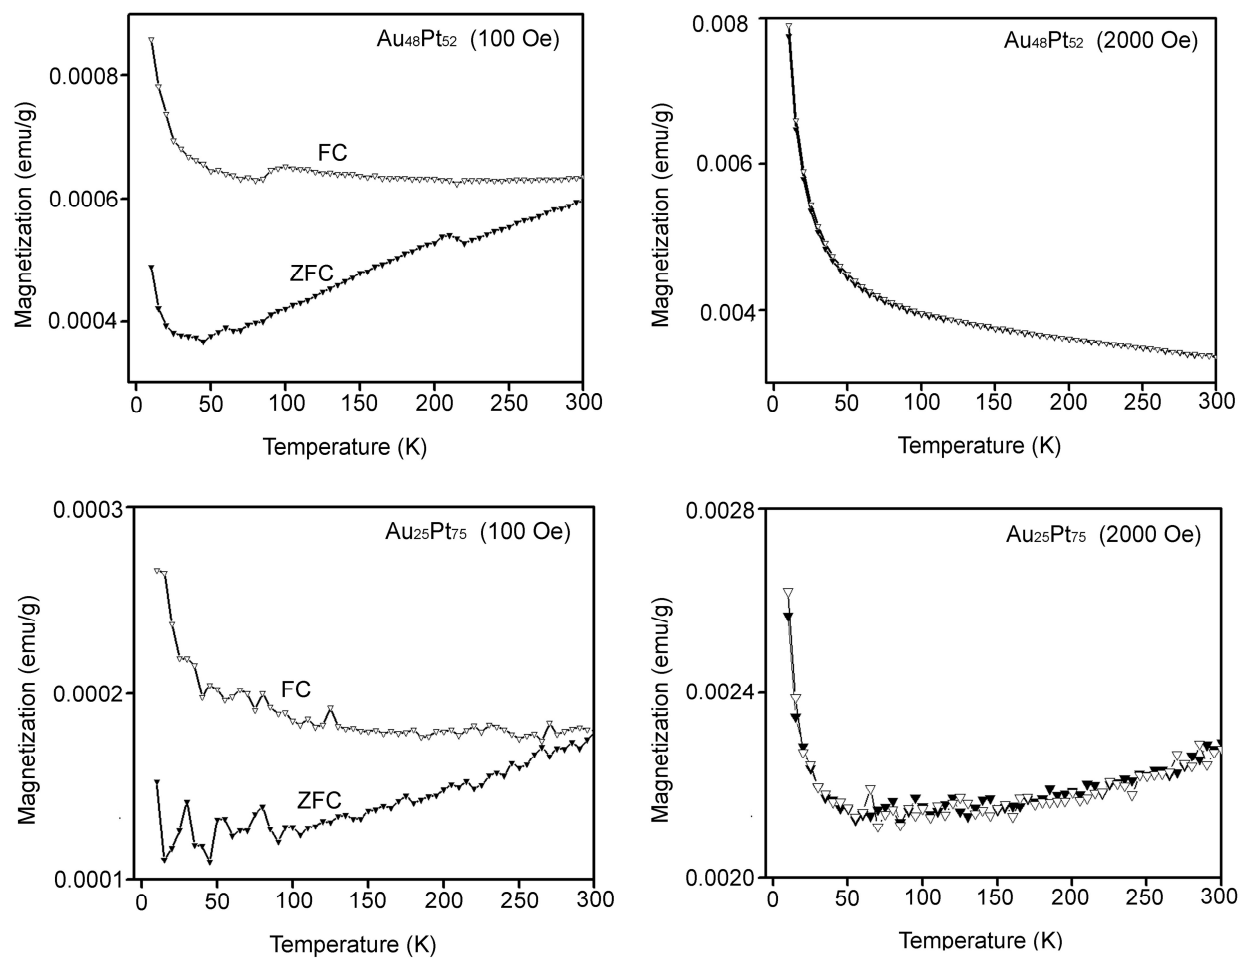 Au48Pt52 (100 Oe)
0.0008
0.0006
0.0004
Magnetization (emu/g)
FC
ZFC
0 50 100 150 200 250 300
Temperature (K)
Au48Pt52 (2000 Oe)
0.008
0.006
0.004
Magnetization (emu/g)
0 50 100 150 200 250 300
Temperature (K)
Au25Pt75 (100 Oe)
0.0003
0.0002
0.0001
Magnetization (emu/g)
FC
ZFC
0 50 100 150 200 250 300
Temperature (K)
Au25Pt75 (2000 Oe)
0.0028
0.0024
0.0020
Magnetization (emu/g)
0 50 100 150 200 250 300
Temperature (K)